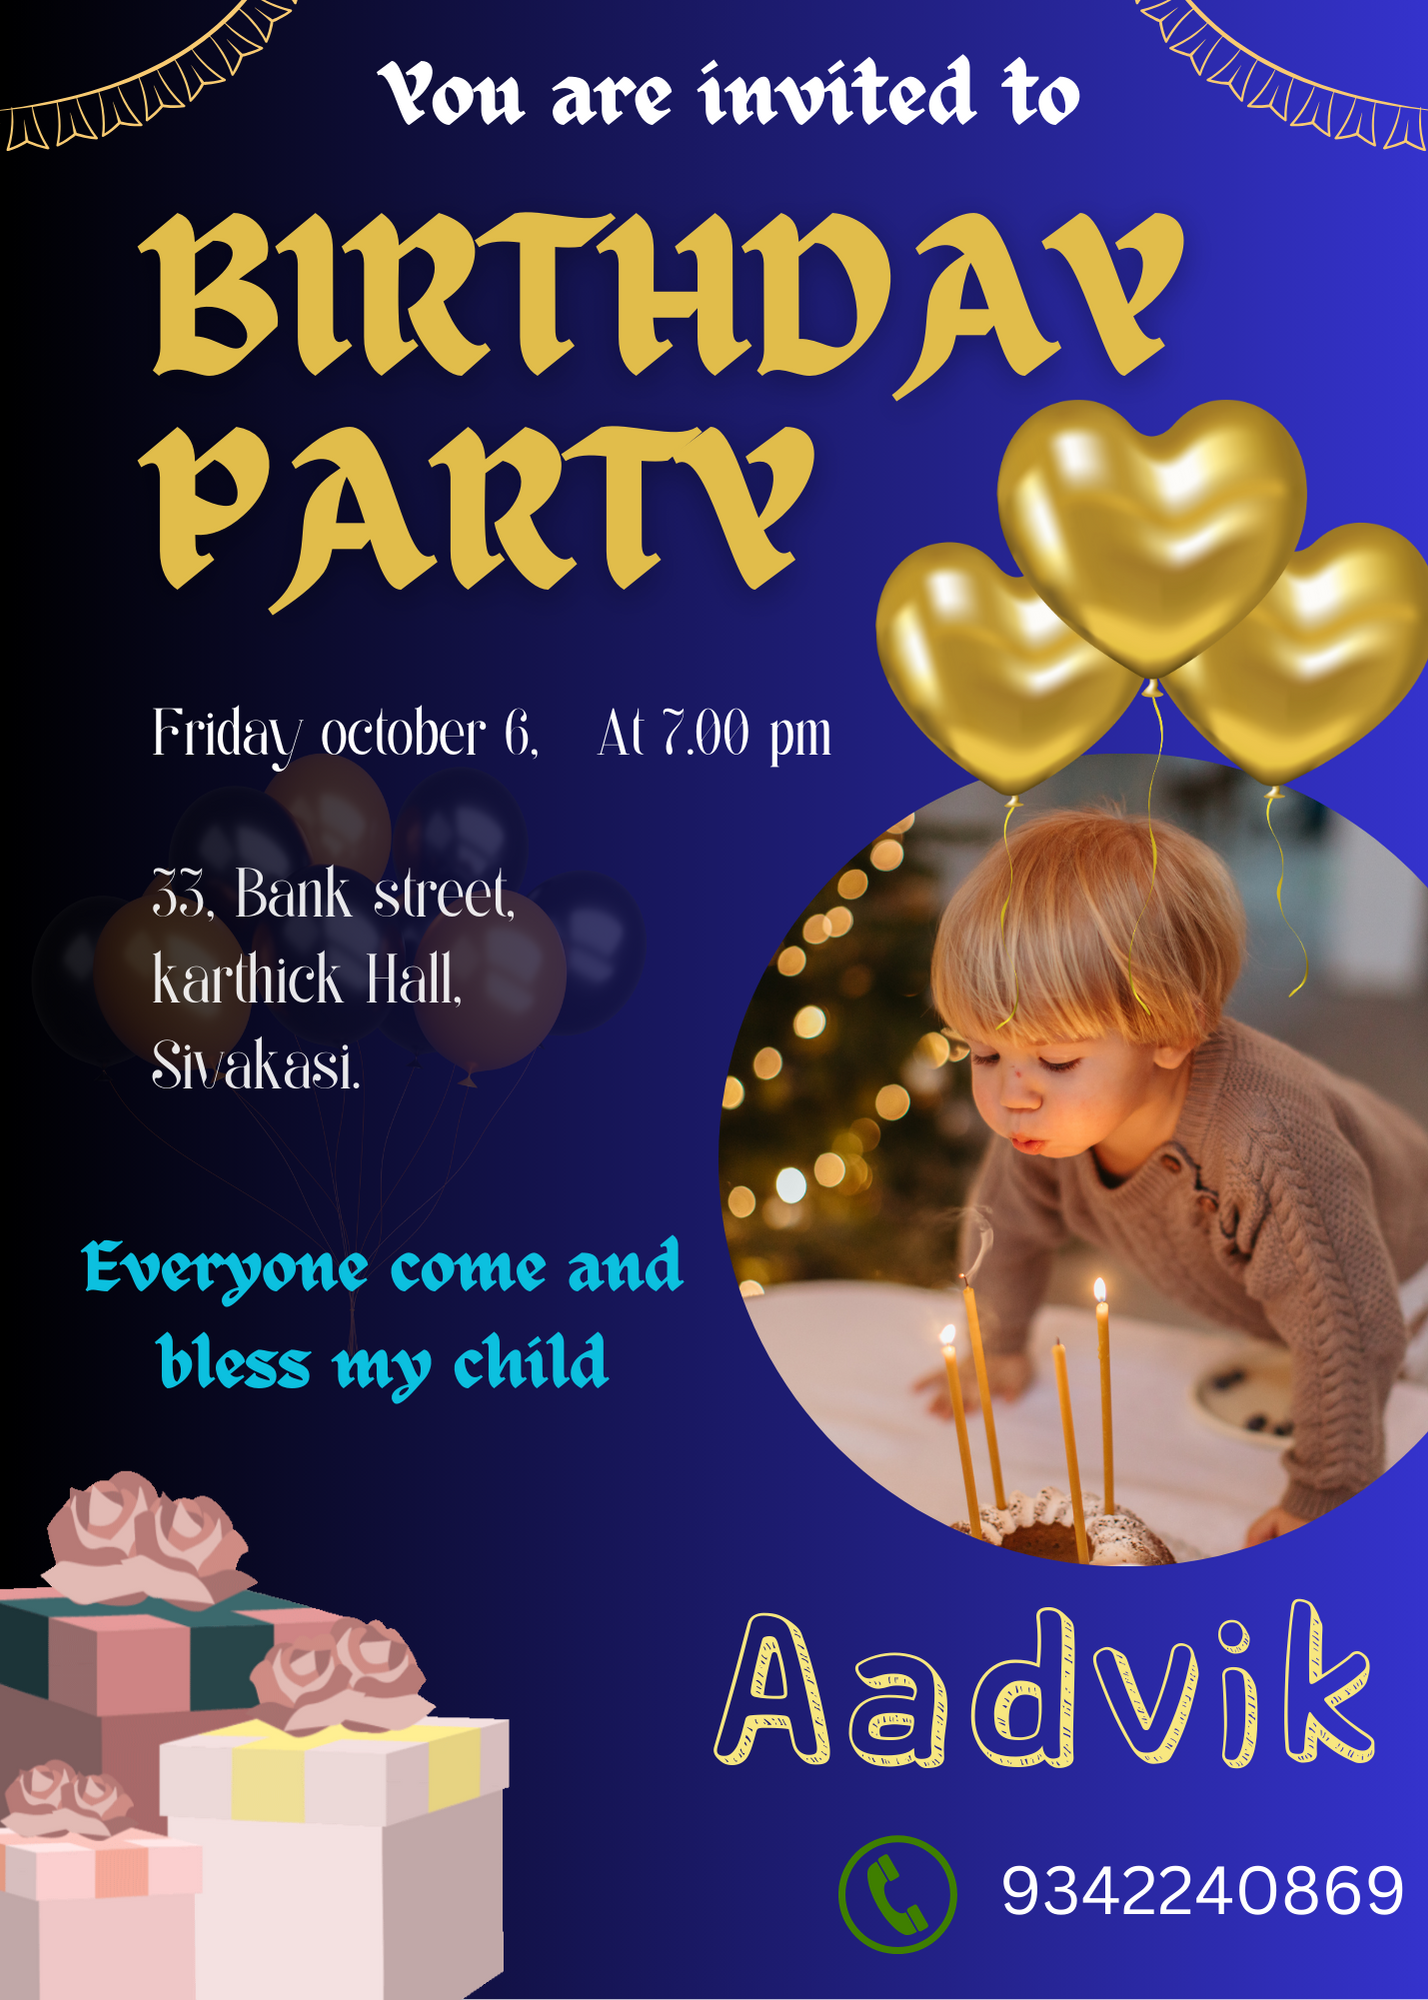 You are invited to
BIRTHDAY
PARTY
Friday october 6, At 7.00 pm
33, Bank street,
karthick Hall,
Sivakasi.
Everyone come and
bless my child
Aadvik
9342240869